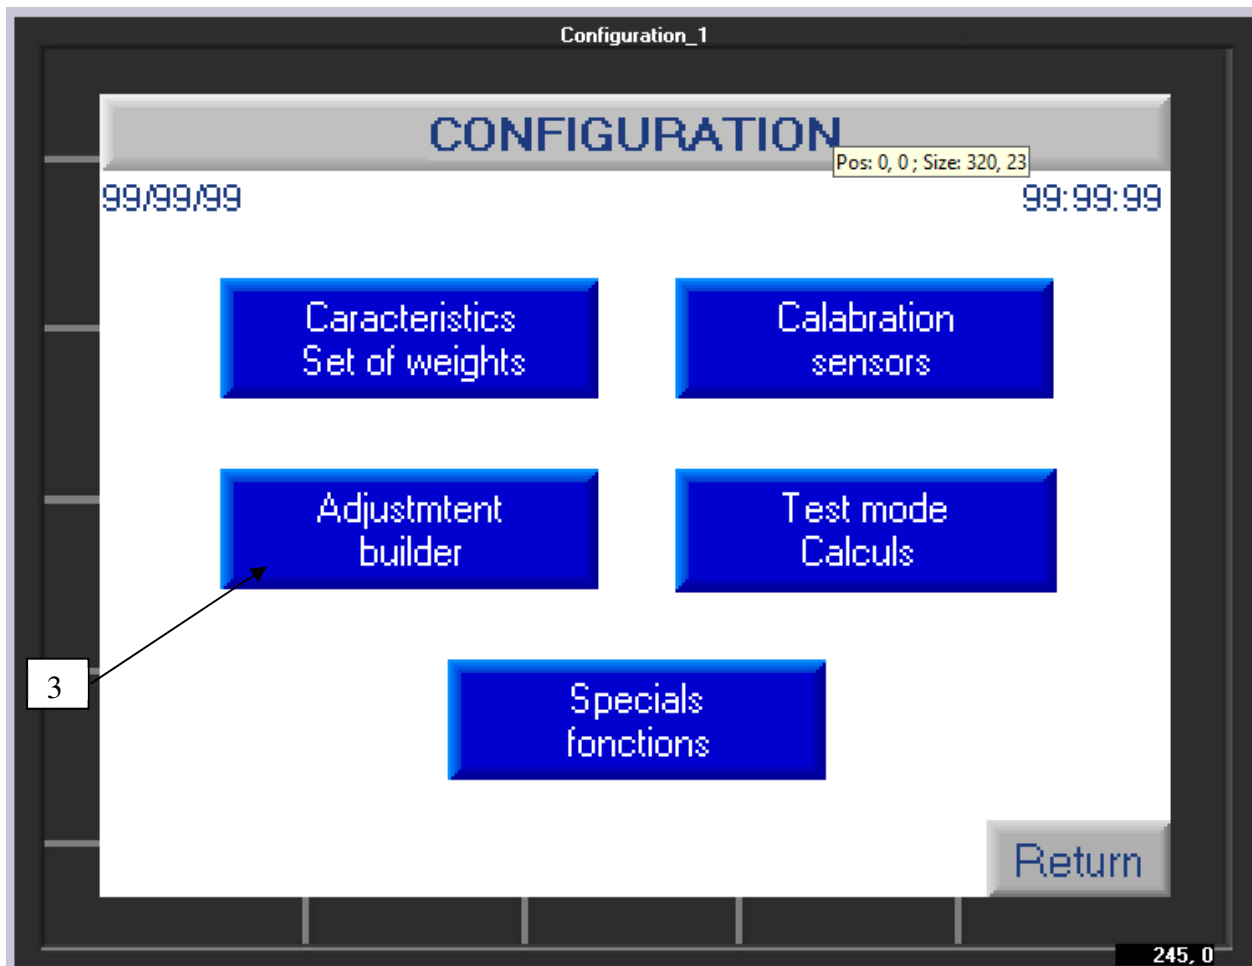 Configuration_1
CONFIGURATION
Pos: 0, 0 ; Size: 320, 23
99/99/99
99:99:99
Caracteristics
Set of weights
Calabration
sensors
Adjustmtent
builder
Test mode
Calculs
3
Specials
fonctions
Return
245, 0